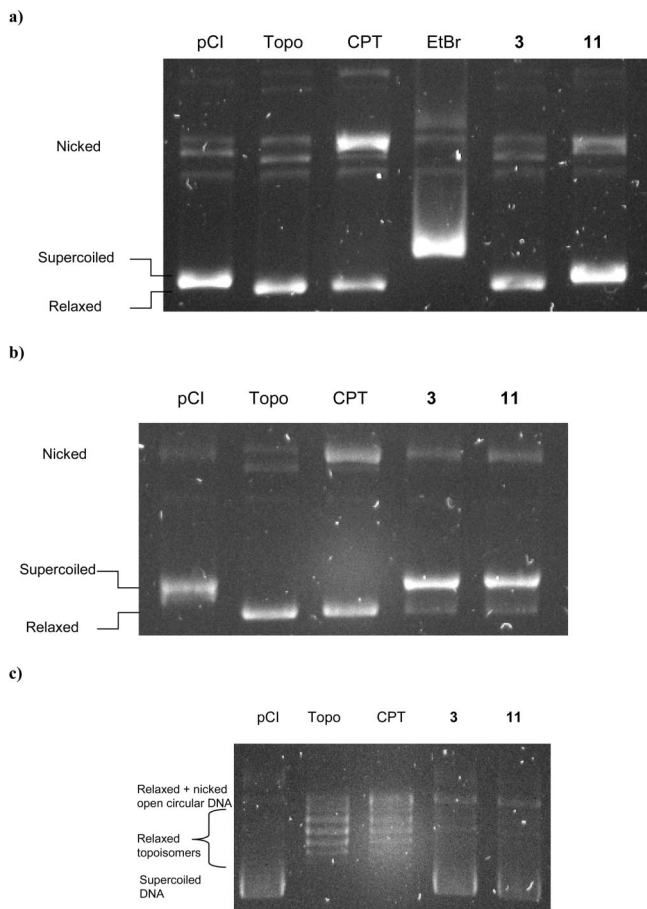 a)
pCI Topo CPT EtBr 3 11
Nicked
Supercoiled
Relaxed
b)
pCI Topo CPT 3 11
Nicked
Supercoiled
Relaxed
c)
pCI Topo CPT 3 11
Relaxed + nicked
open circular DNA
Relaxed
topoisomers
Supercoiled
DNA